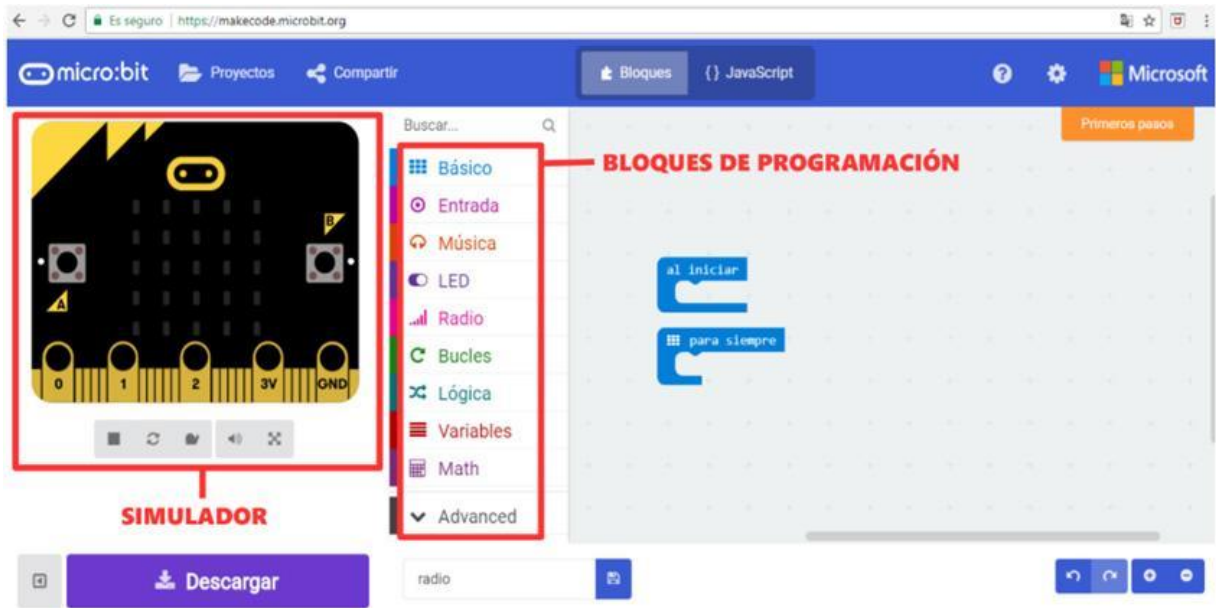 Es seguro | https://makecode.microbit.org
micro:bit Proyectos Compartir Bloques {} JavaScript Microsoft
Buscar...
Primeros pasos
Básico
BLOQUES DE PROGRAMACIÓN
Entrada
Música
LED
Radio
Bucles
Lógica
Variables
Math
Advanced
B
A
0 1 2 3V GND
al iniciar
para siempre
SIMULADOR
Descargar
radio